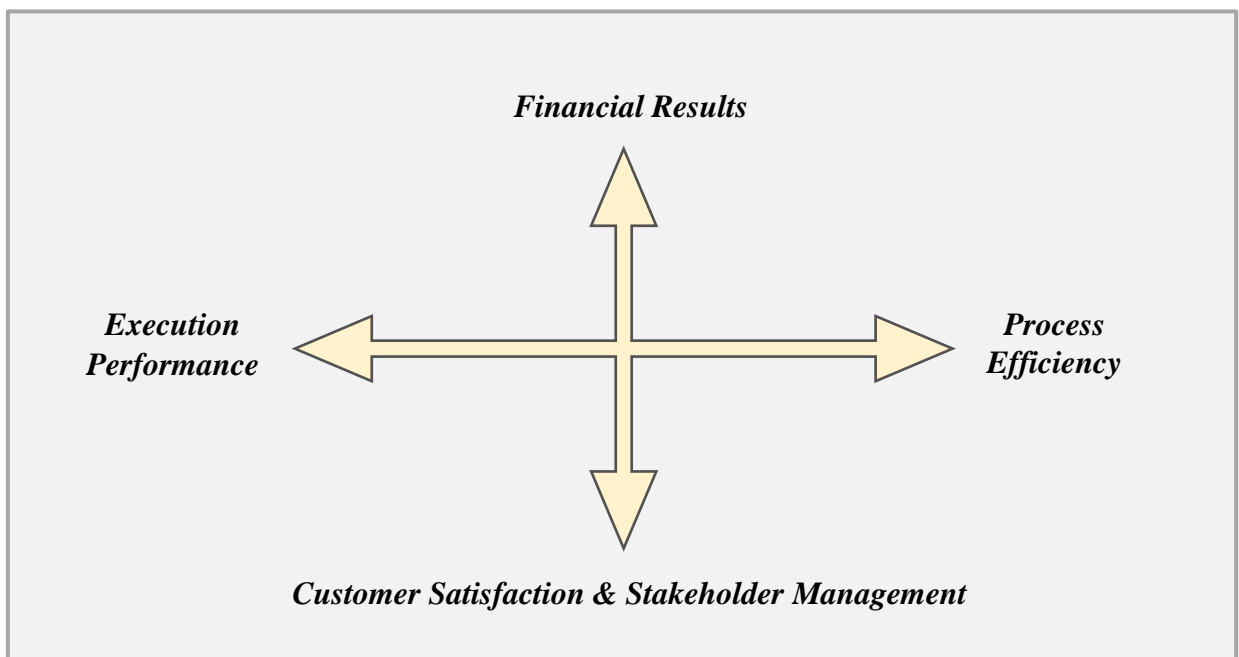 Financial Results
Execution
Performance
Process
Efficiency
Customer Satisfaction & Stakeholder Management